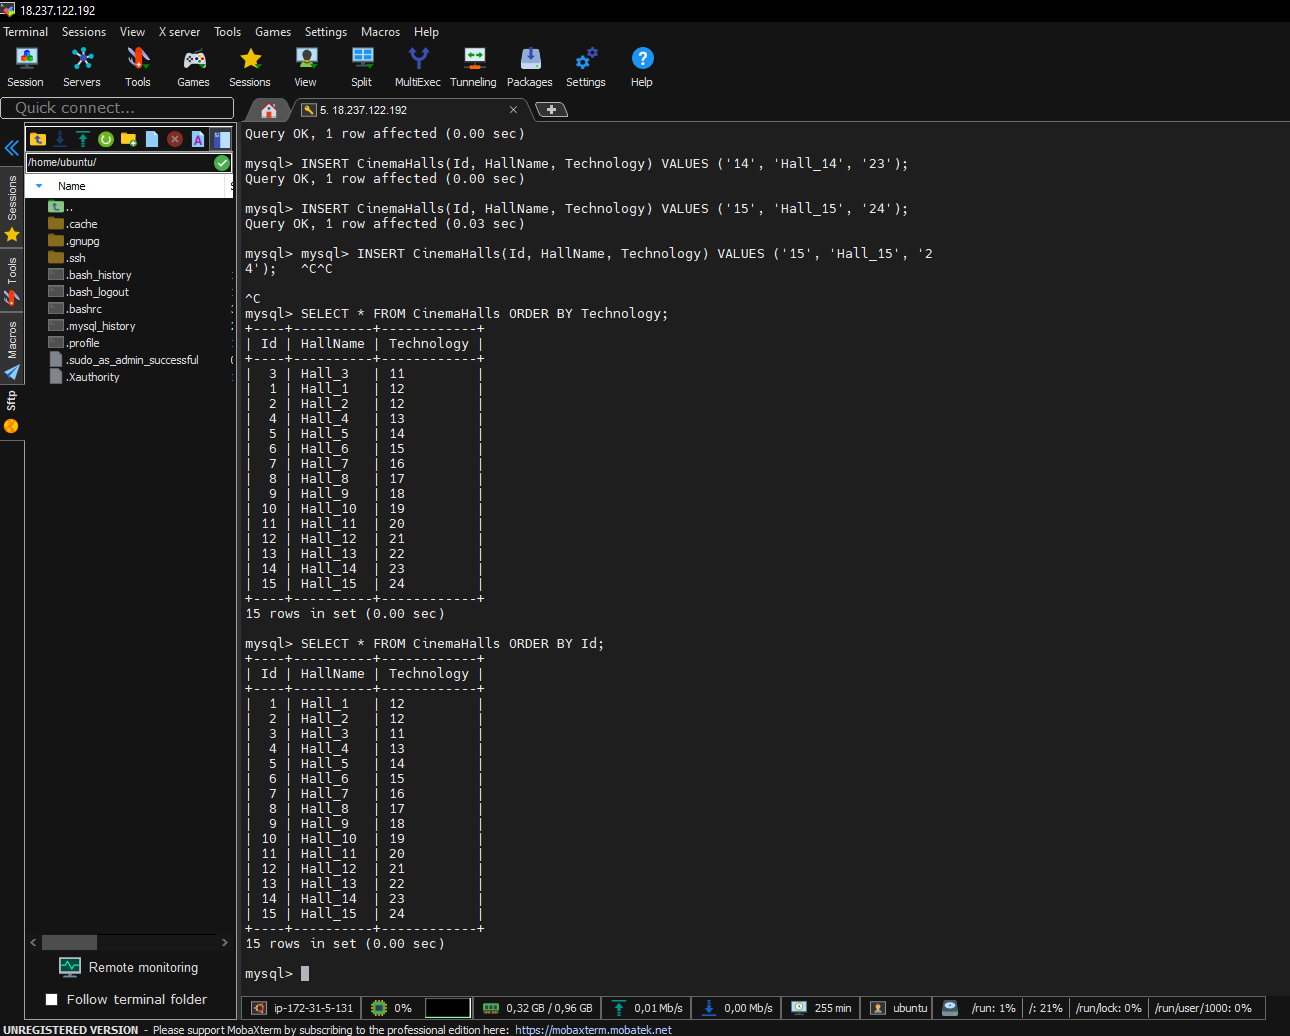 18.237.122.192
Terminal Sessions View X server Tools Games Settings Macros Help
Session Servers Tools Games Sessions View Split MultiExec Tunneling Packages Settings Help
Quick connect...
5. 18.237.122.192
/home/ubuntu/
Name
..
.cache
.gnupg
.ssh
.bash_history
.bash_logout
.bashrc
.mysql_history
.profile
.sudo_as_admin_successful
.Xauthority
Sessions
Tools
Macros
Sftp
Remote monitoring
Follow terminal folder
Query OK, 1 row affected (0.00 sec)
mysql> INSERT CinemaHalls(Id, HallName, Technology) VALUES ('14', 'Hall_14', '23');
Query OK, 1 row affected (0.00 sec)
mysql> INSERT CinemaHalls(Id, HallName, Technology) VALUES ('15', 'Hall_15', '24');
Query OK, 1 row affected (0.03 sec)
mysql> mysql> INSERT CinemaHalls(Id, HallName, Technology) VALUES ('15', 'Hall_15', '2
4');   ^C^C
^C
mysql> SELECT * FROM CinemaHalls ORDER BY Technology;
+----+----------+------------+
| Id | HallName | Technology |
+----+----------+------------+
|  3 | Hall_3   | 11         |
|  1 | Hall_1   | 12         |
|  2 | Hall_2   | 12         |
|  4 | Hall_4   | 13         |
|  5 | Hall_5   | 14         |
|  6 | Hall_6   | 15         |
|  7 | Hall_7   | 16         |
|  8 | Hall_8   | 17         |
|  9 | Hall_9   | 18         |
| 10 | Hall_10  | 19         |
| 11 | Hall_11  | 20         |
| 12 | Hall_12  | 21         |
| 13 | Hall_13  | 22         |
| 14 | Hall_14  | 23         |
| 15 | Hall_15  | 24         |
+----+----------+------------+
15 rows in set (0.00 sec)
mysql> SELECT * FROM CinemaHalls ORDER BY Id;
+----+----------+------------+
| Id | HallName | Technology |
+----+----------+------------+
|  1 | Hall_1   | 12         |
|  2 | Hall_2   | 12         |
|  3 | Hall_3   | 11         |
|  4 | Hall_4   | 13         |
|  5 | Hall_5   | 14         |
|  6 | Hall_6   | 15         |
|  7 | Hall_7   | 16         |
|  8 | Hall_8   | 17         |
|  9 | Hall_9   | 18         |
| 10 | Hall_10  | 19         |
| 11 | Hall_11  | 20         |
| 12 | Hall_12  | 21         |
| 13 | Hall_13  | 22         |
| 14 | Hall_14  | 23         |
| 15 | Hall_15  | 24         |
+----+----------+------------+
15 rows in set (0.00 sec)
mysql>
ip-172-31-5-131 0% 0,32 GB / 0,96 GB 0,01 Mb/s 0,00 Mb/s 255 min ubuntu /run: 1% /: 21% /run/lock: 0% /run/user/1000: 0%
UNREGISTERED VERSION - Please support MobaXterm by subscribing to the professional edition here: https://mobaxterm.mobatek.net